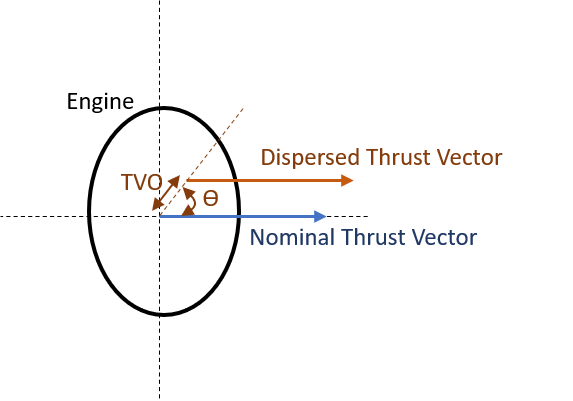 Engine
Dispersed Thrust Vector
TVO
Θ
Nominal Thrust Vector